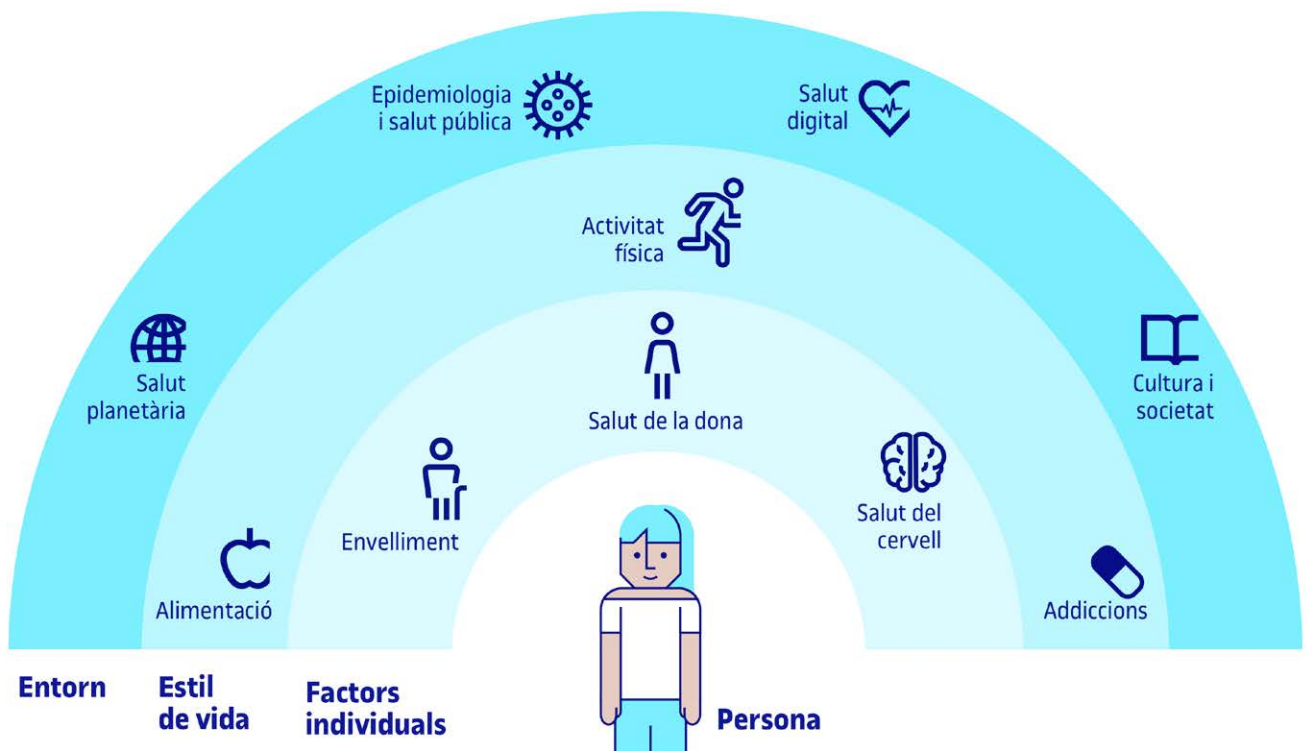 Epidemiologia
i salut pública
Salut
digital
Activitat
física
Salut
planetària
Cultura i
societat
Salut de la dona
Envelliment
Salut del
cervell
Alimentació
Addiccions
Entorn
Estil
de vida
Factors
individuals
Persona